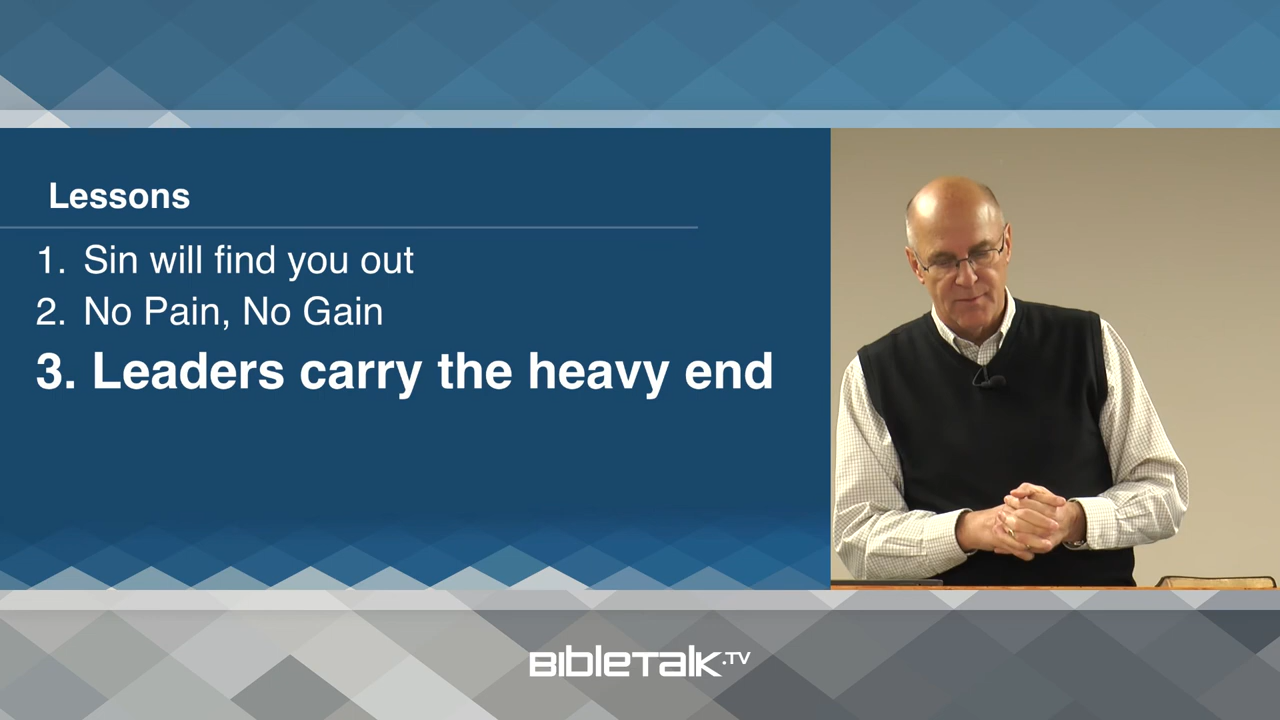 Lessons
1. Sin will find you out
2. No Pain, No Gain
3. Leaders carry the heavy end
BIBLETALK.TV